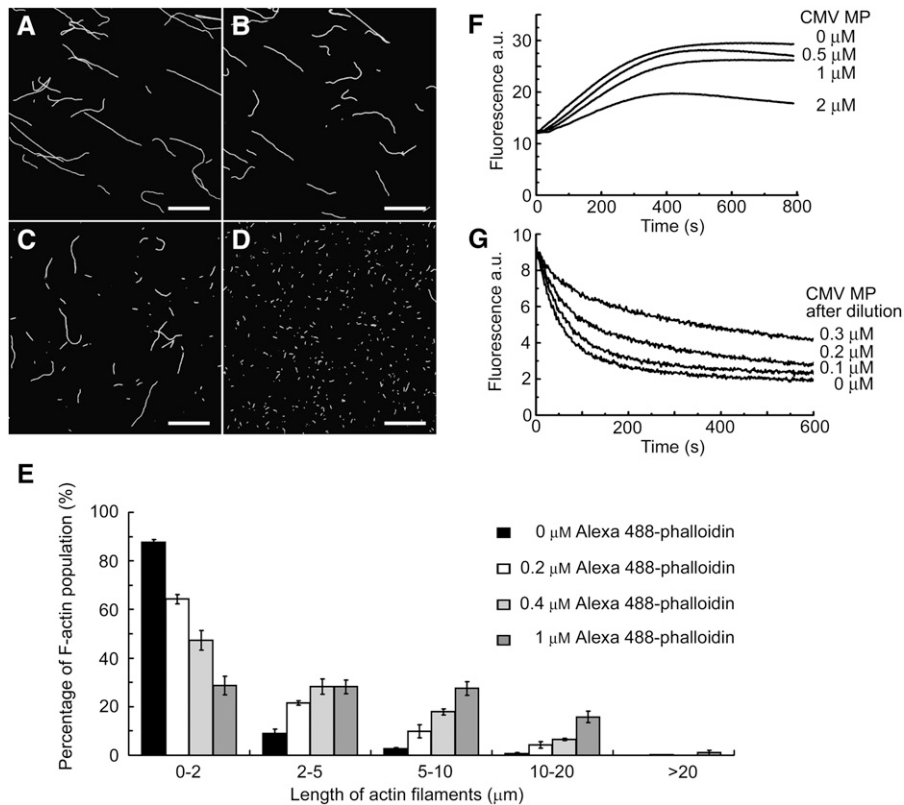 A
B
C
D
F
Fluorescence a.u.
30
20
10
0
0 200 400 600 800
Time (s)
CMV MP
0 μM
0.5 μM
1 μM
2 μM
G
Fluorescence a.u.
10
8
6
4
2
0
0 200 400 600
Time (s)
CMV MP
after dilution
0.3 μM
0.2 μM
0.1 μM
0 μM
E
Percentage of F-actin population (%)
100
80
60
40
20
0
0-2 2-5 5-10 10-20 >20
Length of actin filaments (μm)
0 μM Alexa 488-phalloidin
0.2 μM Alexa 488-phalloidin
0.4 μM Alexa 488-phalloidin
1 μM Alexa 488-phalloidin